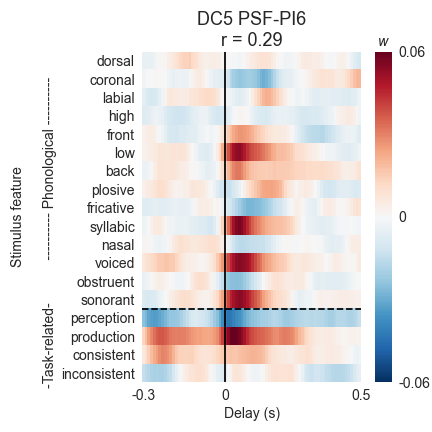 DC5 PSF-PI6
r = 0.29
w
dorsal
coronal
labial
high
front
low
back
plosive
fricative
syllabic
nasal
voiced
obstruent
sonorant
perception
production
consistent
inconsistent
Stimulus feature
---------- Phonological ----------
-Task-related-
0.06
0
-0.06
-0.3 0 0.5
Delay (s)